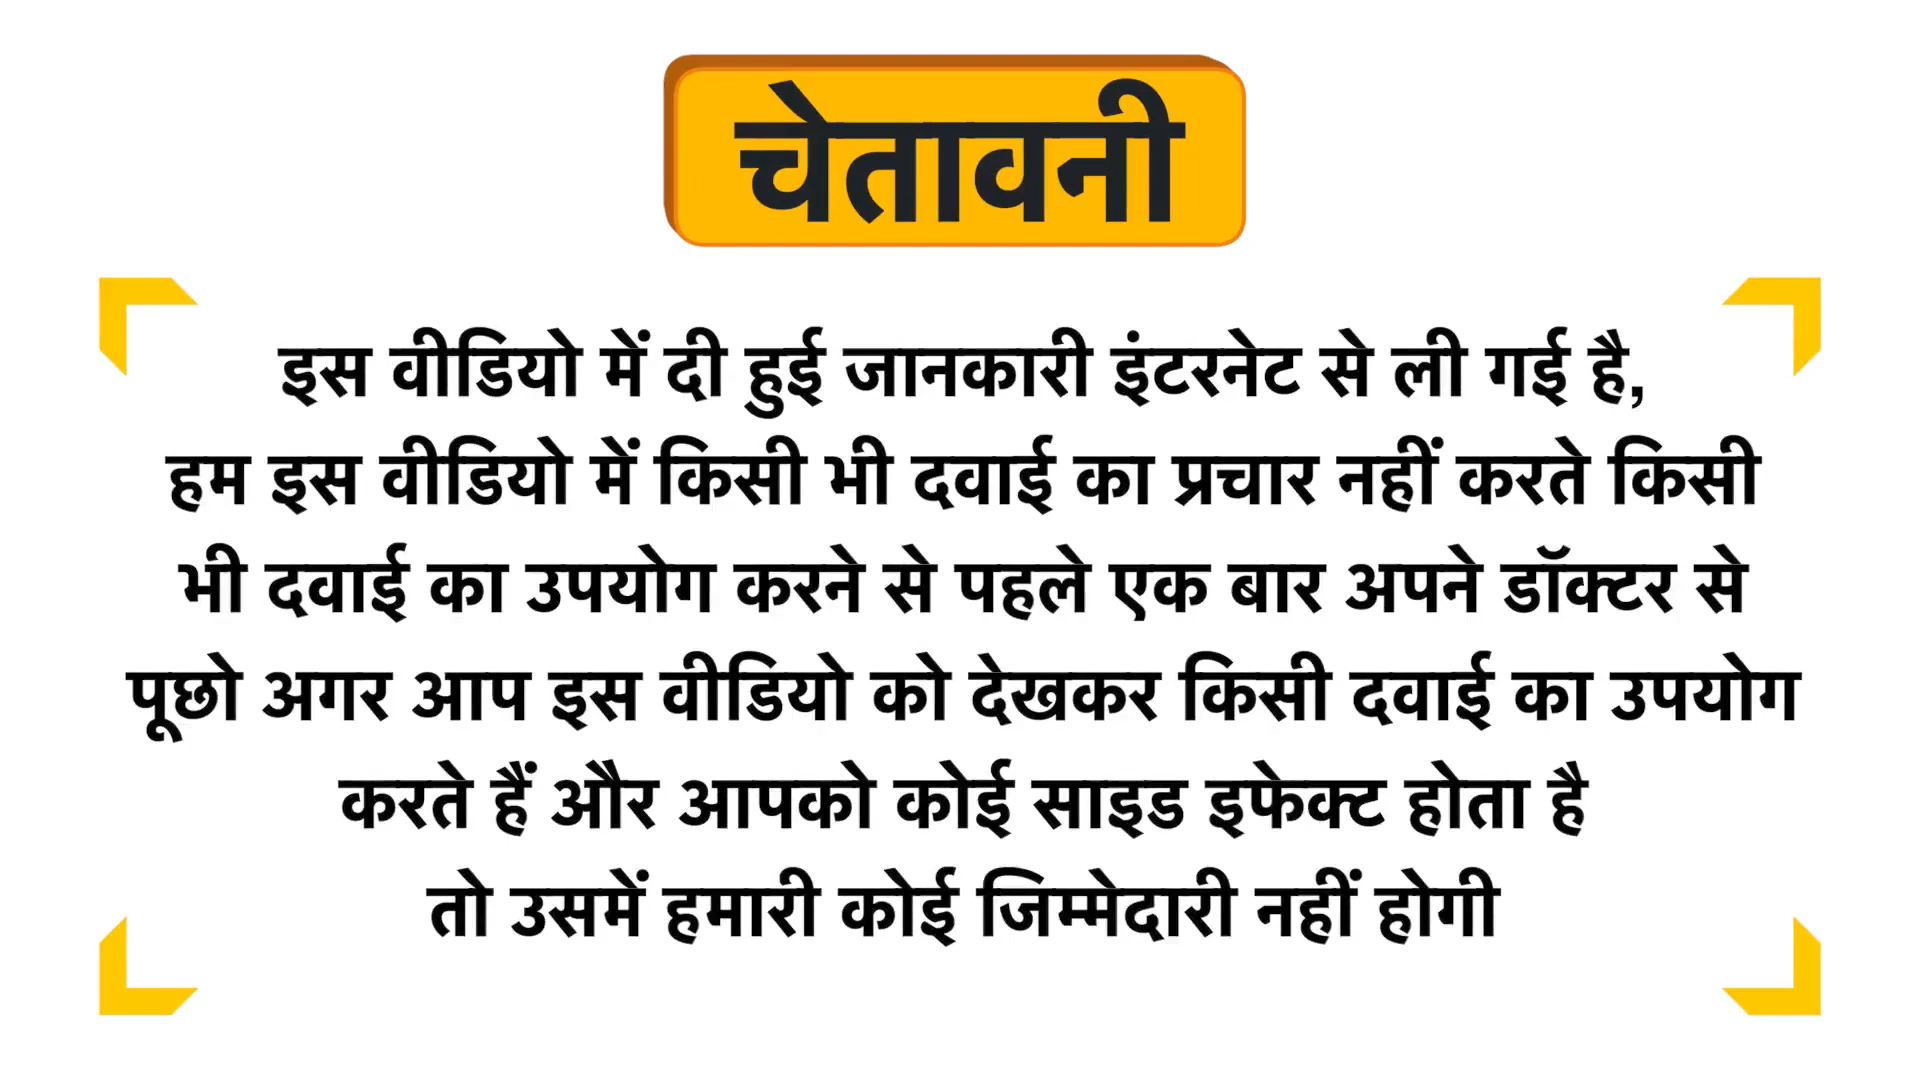 चेतावनी
इस वीडियो में दी हुई जानकारी इंटरनेट से ली गई है,
हम इस वीडियो में किसी भी दवाई का प्रचार नहीं करते किसी
भी दवाई का उपयोग करने से पहले एक बार अपने डॉक्टर से
पूछो अगर आप इस वीडियो को देखकर किसी दवाई का उपयोग
करते हैं और आपको कोई साइड इफेक्ट होता है
तो उसमें हमारी कोई जिम्मेदारी नहीं होगी